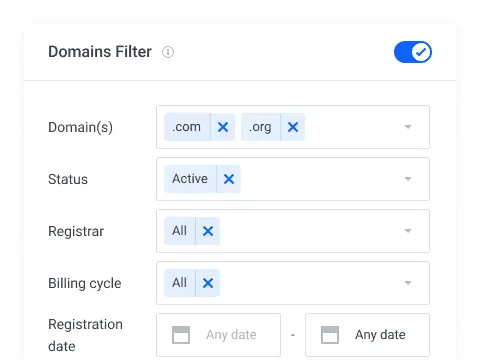 Domains Filter
Domain(s) .com .org
Status Active
Registrar All
Billing cycle All
Registration date Any date - Any date